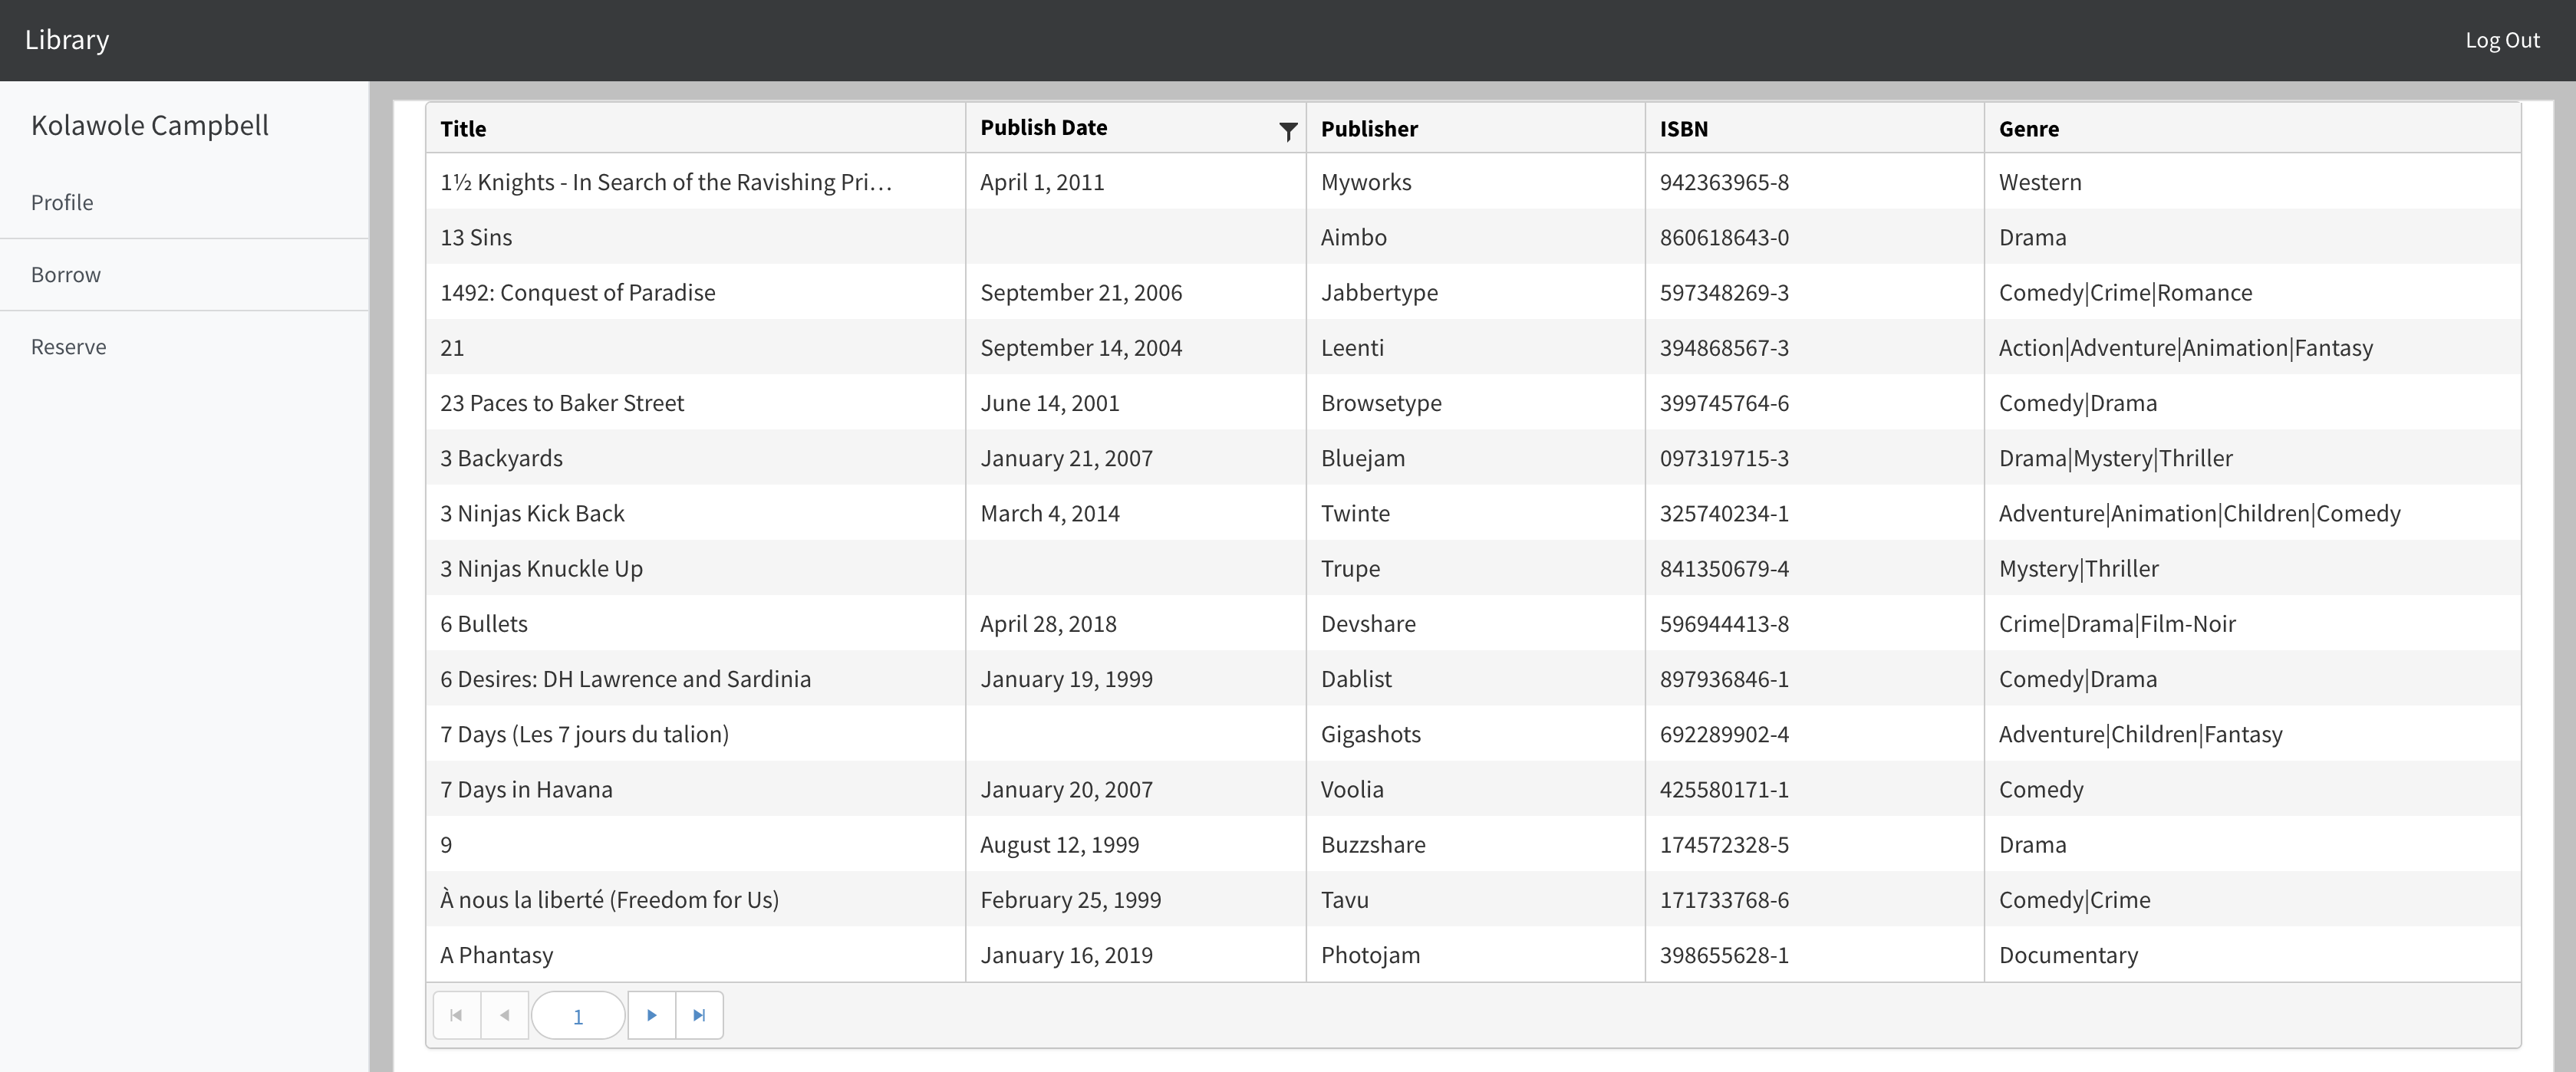 Library Log Out
Kolawole Campbell
Profile
Borrow
Reserve
Title Publish Date Publisher ISBN Genre
1½ Knights - In Search of the Ravishing Pri… April 1, 2011 Myworks 942363965-8 Western
13 Sins Aimbo 860618643-0 Drama
1492: Conquest of Paradise September 21, 2006 Jabbertype 597348269-3 Comedy|Crime|Romance
21 September 14, 2004 Leenti 394868567-3 Action|Adventure|Animation|Fantasy
23 Paces to Baker Street June 14, 2001 Browsetype 399745764-6 Comedy|Drama
3 Backyards January 21, 2007 Bluejam 097319715-3 Drama|Mystery|Thriller
3 Ninjas Kick Back March 4, 2014 Twinte 325740234-1 Adventure|Animation|Children|Comedy
3 Ninjas Knuckle Up Trupe 841350679-4 Mystery|Thriller
6 Bullets April 28, 2018 Devshare 596944413-8 Crime|Drama|Film-Noir
6 Desires: DH Lawrence and Sardinia January 19, 1999 Dablist 897936846-1 Comedy|Drama
7 Days (Les 7 jours du talion) Gigashots 692289902-4 Adventure|Children|Fantasy
7 Days in Havana January 20, 2007 Voolia 425580171-1 Comedy
9 August 12, 1999 Buzzshare 174572328-5 Drama
À nous la liberté (Freedom for Us) February 25, 1999 Tavu 171733768-6 Comedy|Crime
A Phantasy January 16, 2019 Photojam 398655628-1 Documentary
1